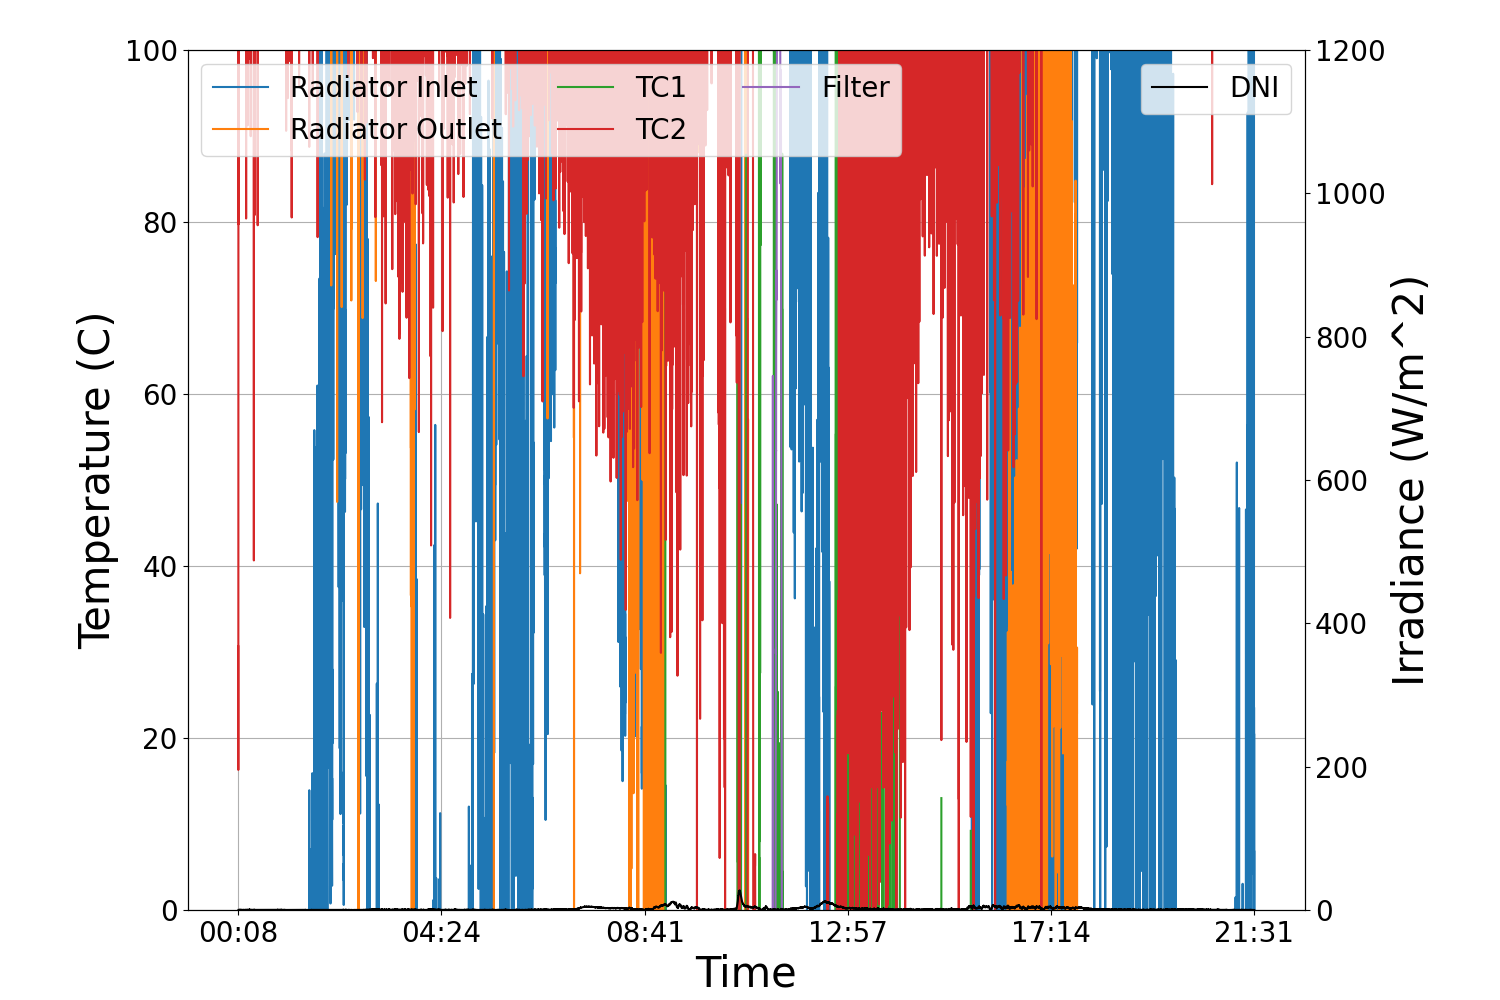 100
80
60
40
20
0
Temperature (C)
Radiator Inlet
Radiator Outlet
TC1
TC2
Filter
DNI
1200
1000
800
600
400
200
0
Irradiance (W/m^2)
00:08 04:24 08:41 12:57 17:14 21:31
Time